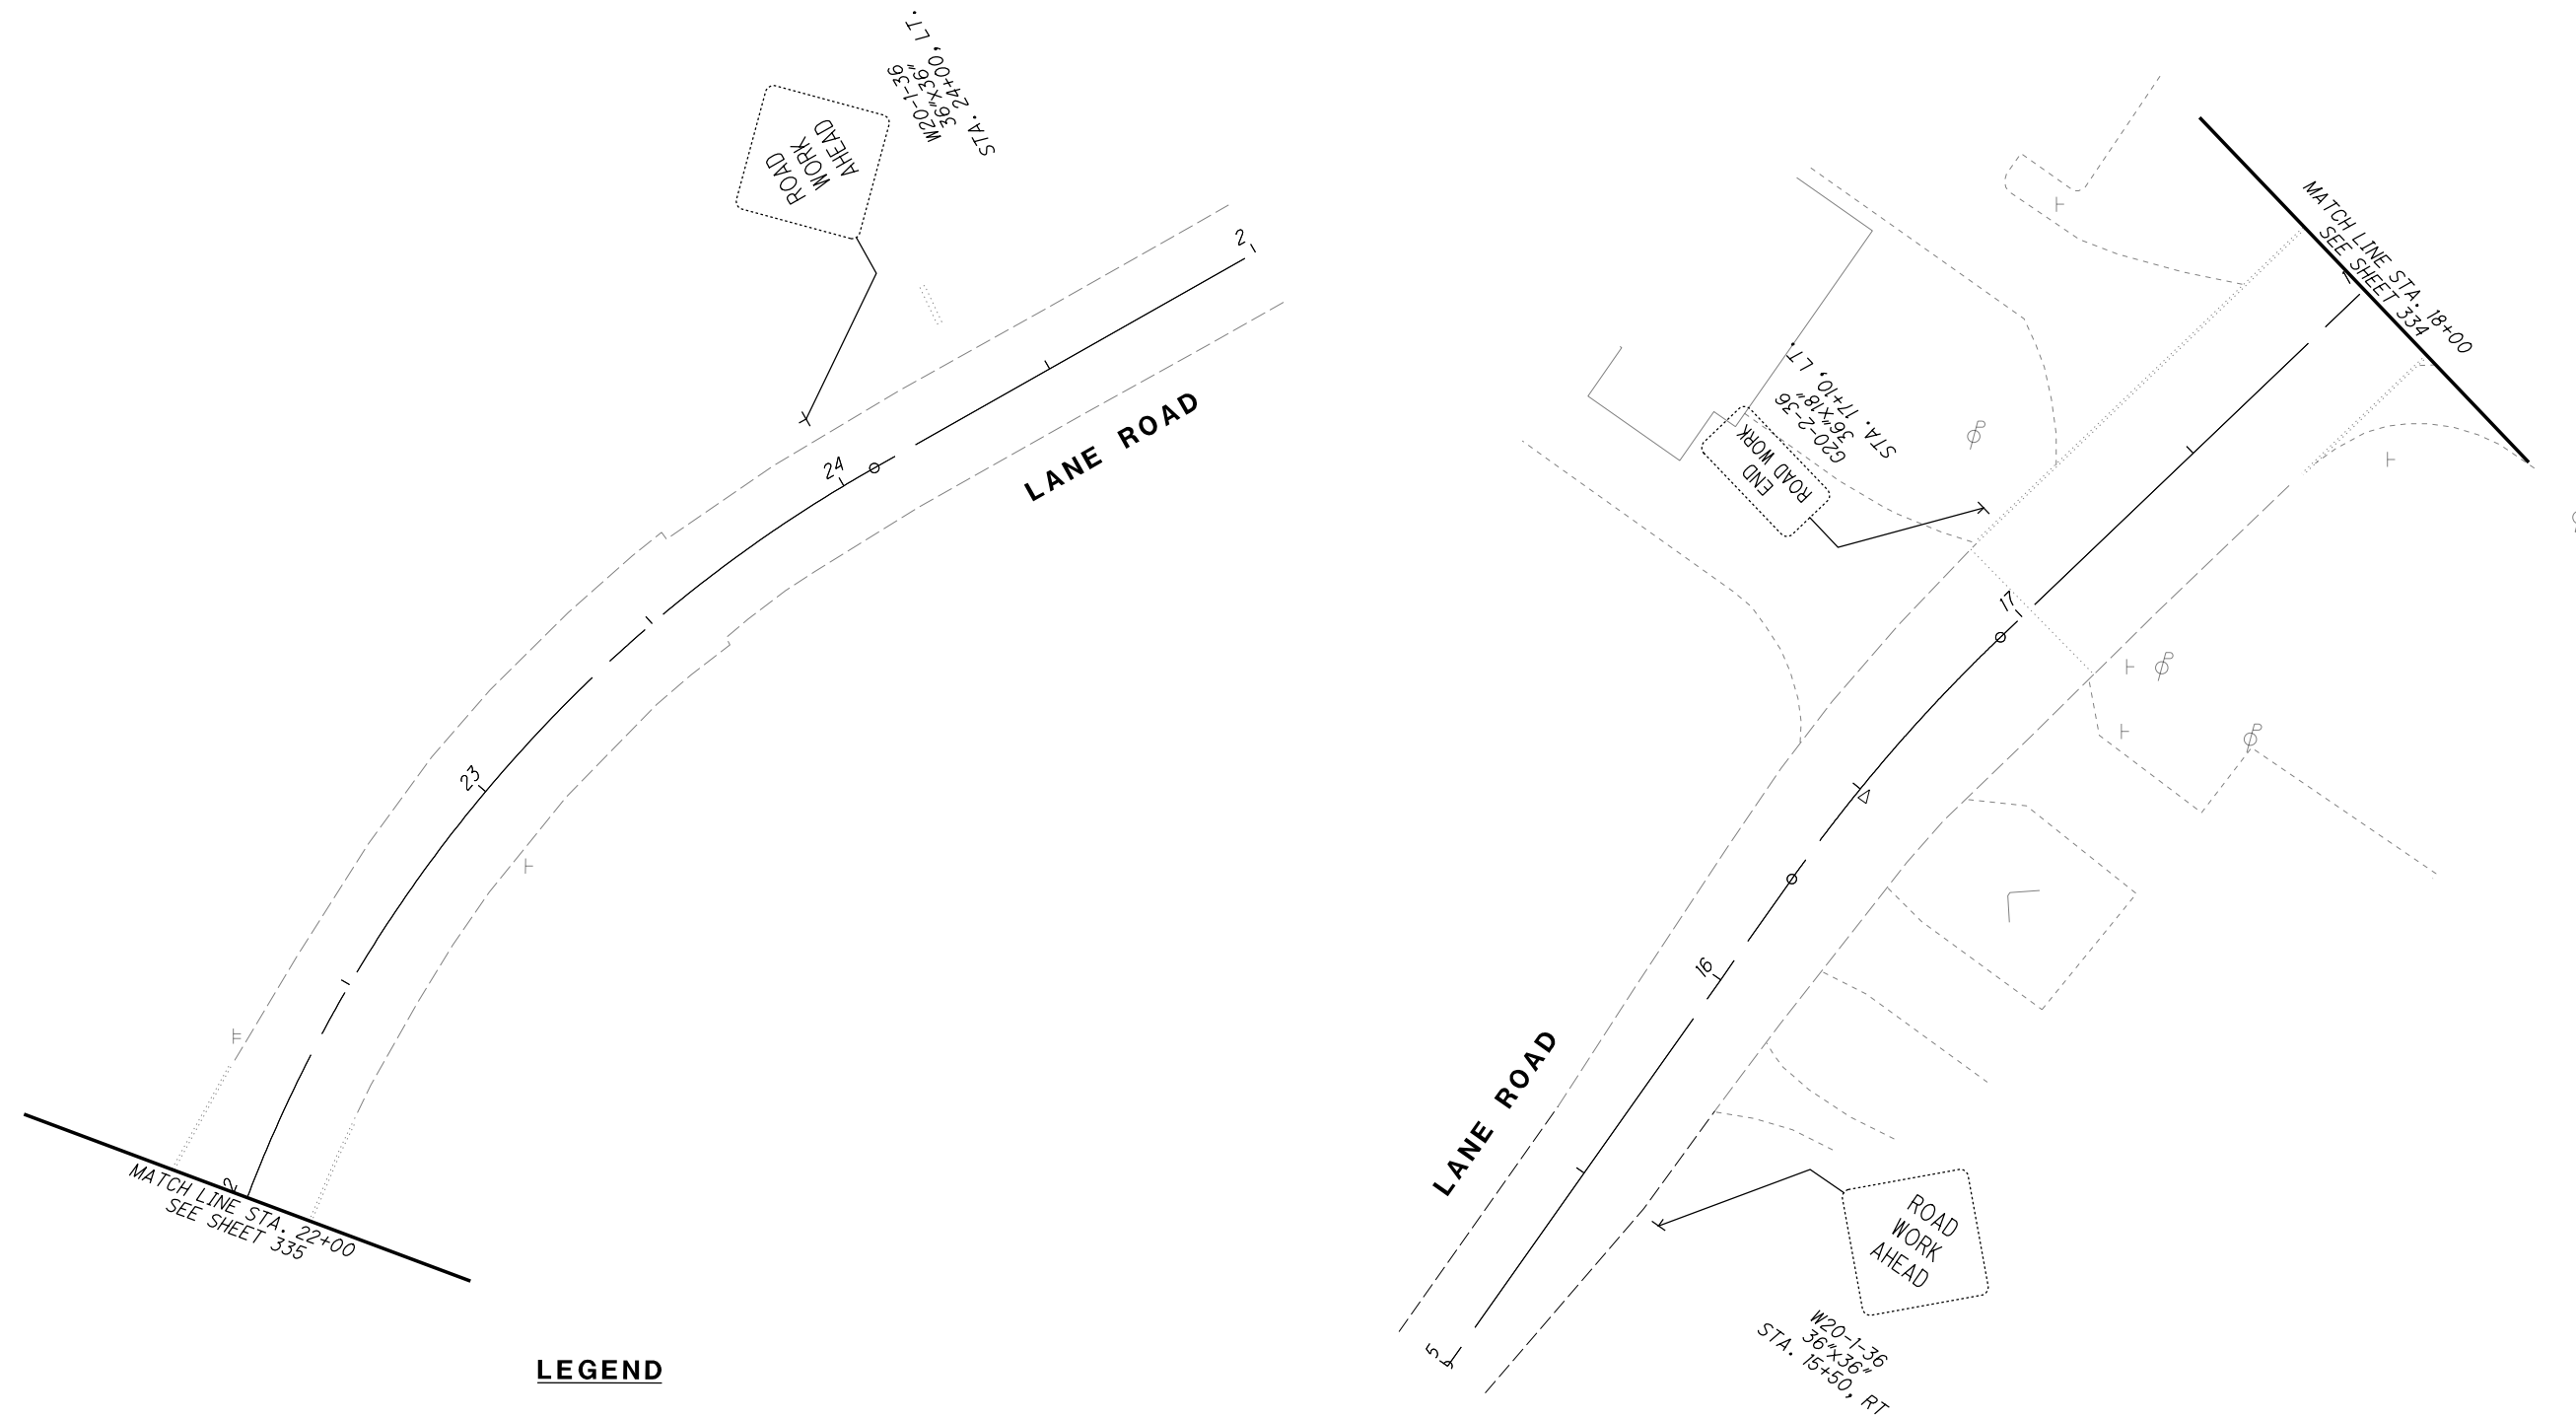 W20-1-36
36"x36"
STA. 24+00, LT.
ROAD
WORK
AHEAD
2
24
LANE ROAD
23
2
MATCH LINE STA. 22+00
SEE SHEET 335
LEGEND
MATCH LINE STA. 18+00
SEE SHEET 334
G20-2-36
36"x18"
STA. 17+10, LT.
END
ROAD WORK
17
16
LANE ROAD
15
ROAD
WORK
AHEAD
W20-1-36
36"x36"
STA. 15+50, RT